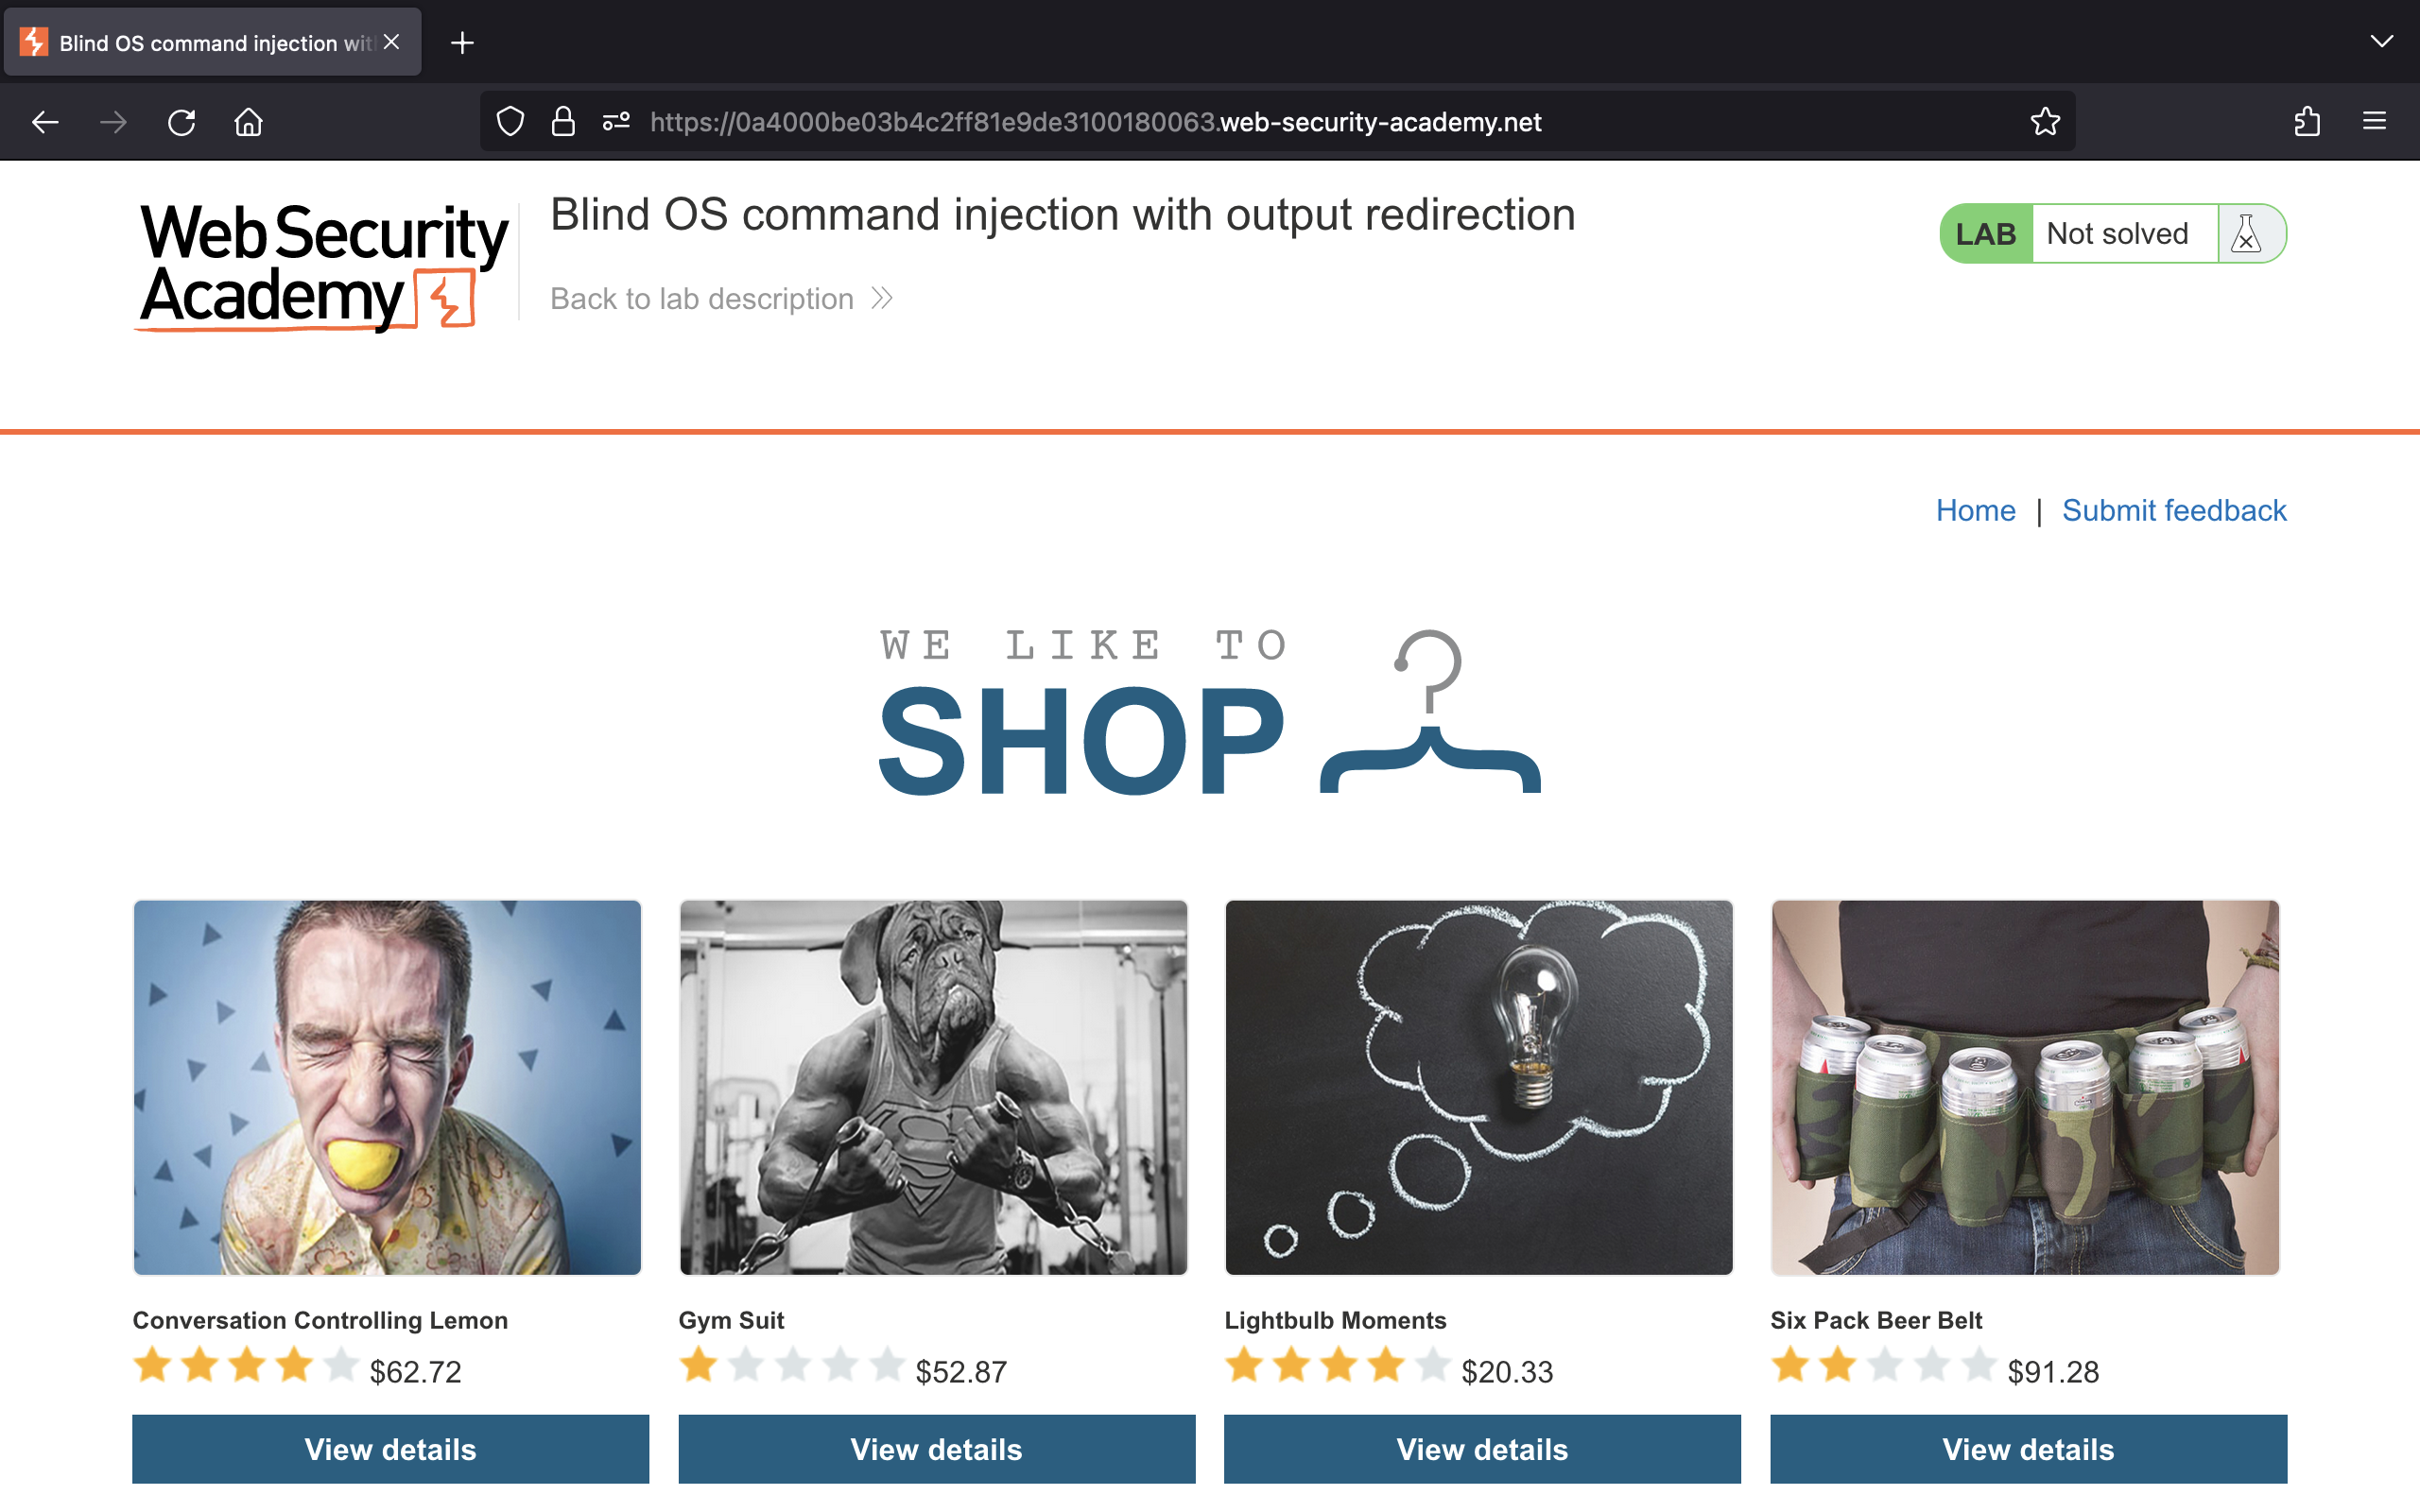 Blind OS command injection wit
https://0a4000be03b4c2ff81e9de3100180063.web-security-academy.net
Web Security
Academy
Blind OS command injection with output redirection
Back to lab description
LAB Not solved
Home | Submit feedback
WE LIKE TO
SHOP
Conversation Controlling Lemon
$62.72
View details
Gym Suit
$52.87
View details
Lightbulb Moments
$20.33
View details
Six Pack Beer Belt
$91.28
View details